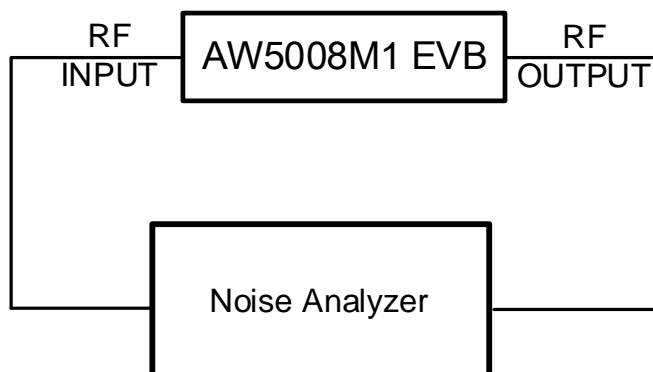 RF
INPUT
AW5008M1 EVB
RF
OUTPUT
Noise Analyzer